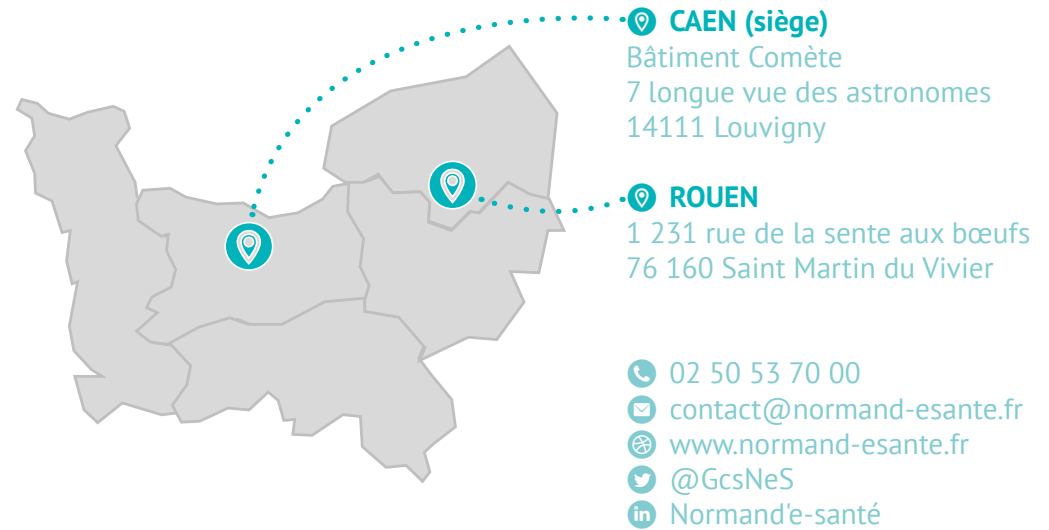 CAEN (siège)
Bâtiment Comète
7 longue vue des astronomes
14111 Louvigny
ROUEN
1 231 rue de la sente aux bœufs
76 160 Saint Martin du Vivier
02 50 53 70 00
contact@normand-esante.fr
www.normand-esante.fr
@GcsNeS
Normand'e-santé